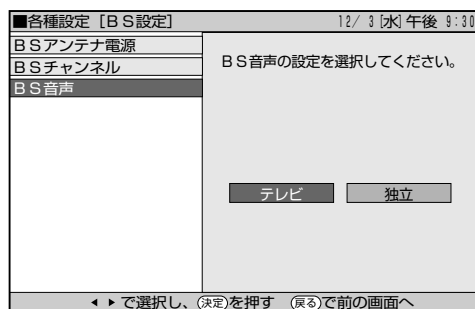 ■各種設定［ＢＳ設定］ 12/ 3[水]午後 9:30
ＢＳアンテナ電源
ＢＳチャンネル
ＢＳ音声
ＢＳ音声の設定を選択してください。
テレビ 独立
◀ ▶ で選択し、決定を押す 戻るで前の画面へ